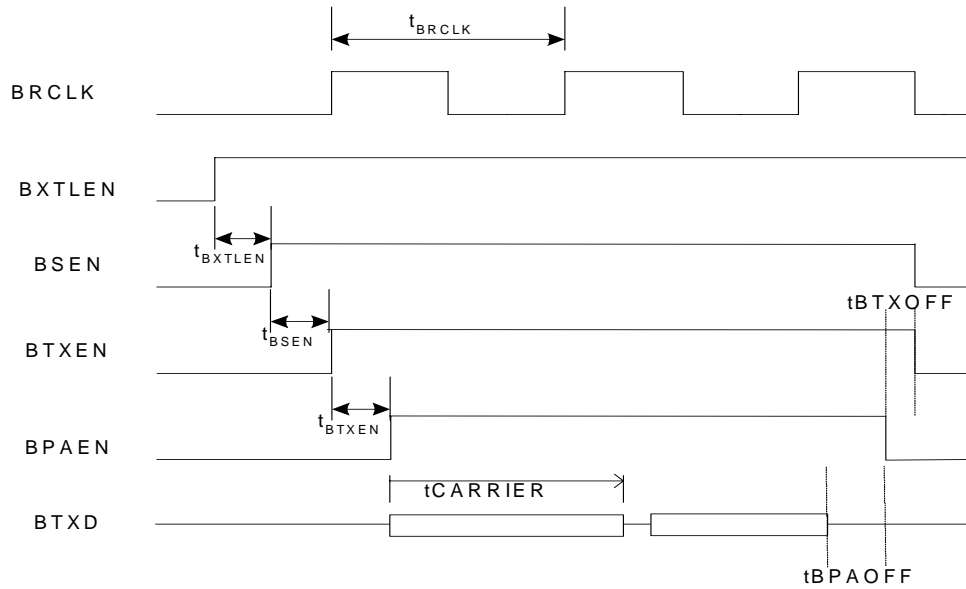 tBRCLK
BRCLK
BXTLEN
tBXTLEN
BSEN
tBTXOFF
tBSEN
BTXEN
tBTXEN
BPAEN
tCARRIER
BTXD
tBPAOFF